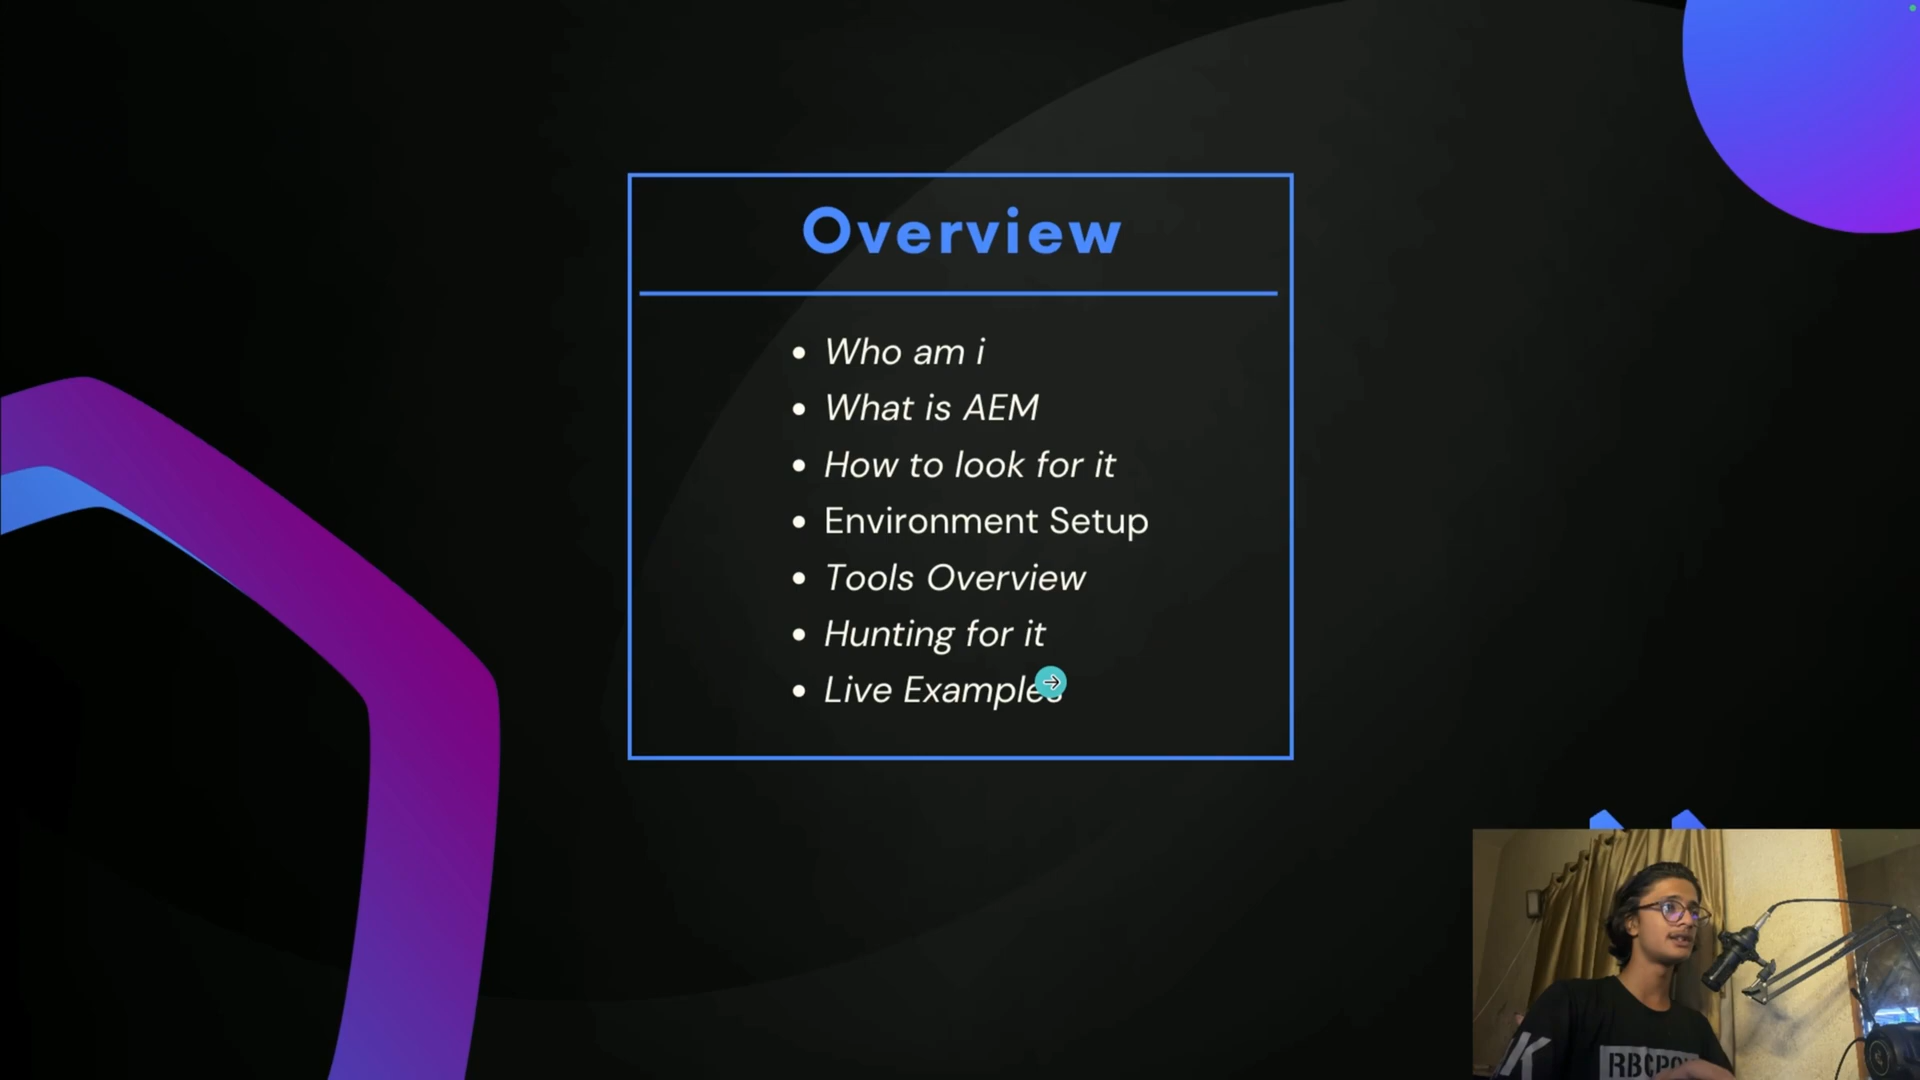 Overview
• Who am i
• What is AEM
• How to look for it
• Environment Setup
• Tools Overview
• Hunting for it
• Live Examples